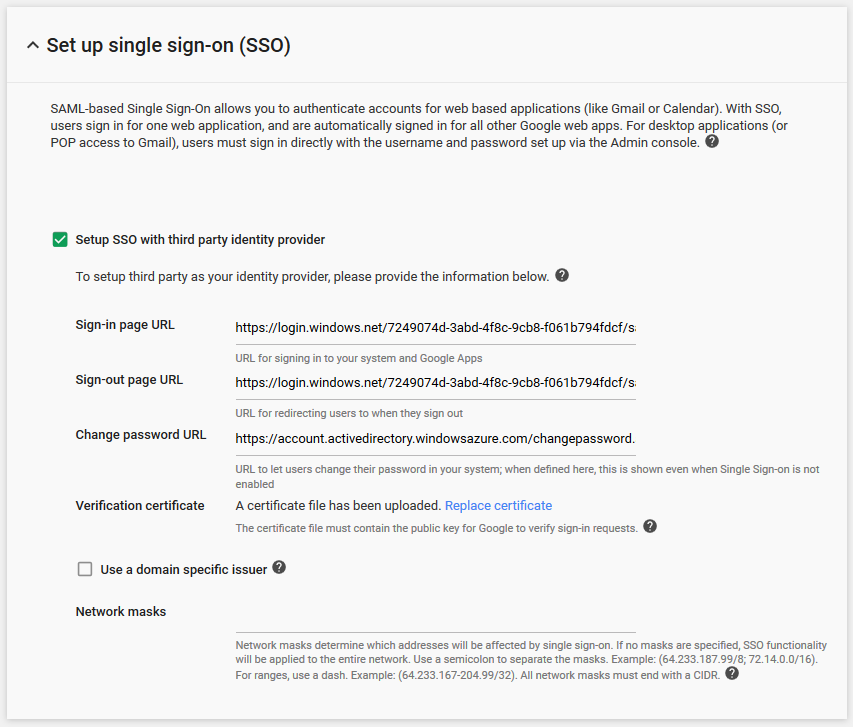 Set up single sign-on (SSO)
SAML-based Single Sign-On allows you to authenticate accounts for web based applications (like Gmail or Calendar). With SSO,
users sign in for one web application, and are automatically signed in for all other Google web apps. For desktop applications (or
POP access to Gmail), users must sign in directly with the username and password set up via the Admin console. ?
Setup SSO with third party identity provider
To setup third party as your identity provider, please provide the information below. ?
Sign-in page URL
https://login.windows.net/7249074d-3abd-4f8c-9cb8-f061b794fdcf/sa
URL for signing in to your system and Google Apps
Sign-out page URL
https://login.windows.net/7249074d-3abd-4f8c-9cb8-f061b794fdcf/sa
URL for redirecting users to when they sign out
Change password URL
https://account.activedirectory.windowsazure.com/changepassword.
URL to let users change their password in your system; when defined here, this is shown even when Single Sign-on is not
enabled
Verification certificate
A certificate file has been uploaded. Replace certificate
The certificate file must contain the public key for Google to verify sign-in requests. ?
Use a domain specific issuer ?
Network masks
Network masks determine which addresses will be affected by single sign-on. If no masks are specified, SSO functionality
will be applied to the entire network. Use a semicolon to separate the masks. Example: (64.233.187.99/8; 72.14.0.0/16).
For ranges, use a dash. Example: (64.233.167-204.99/32). All network masks must end with a CIDR. ?